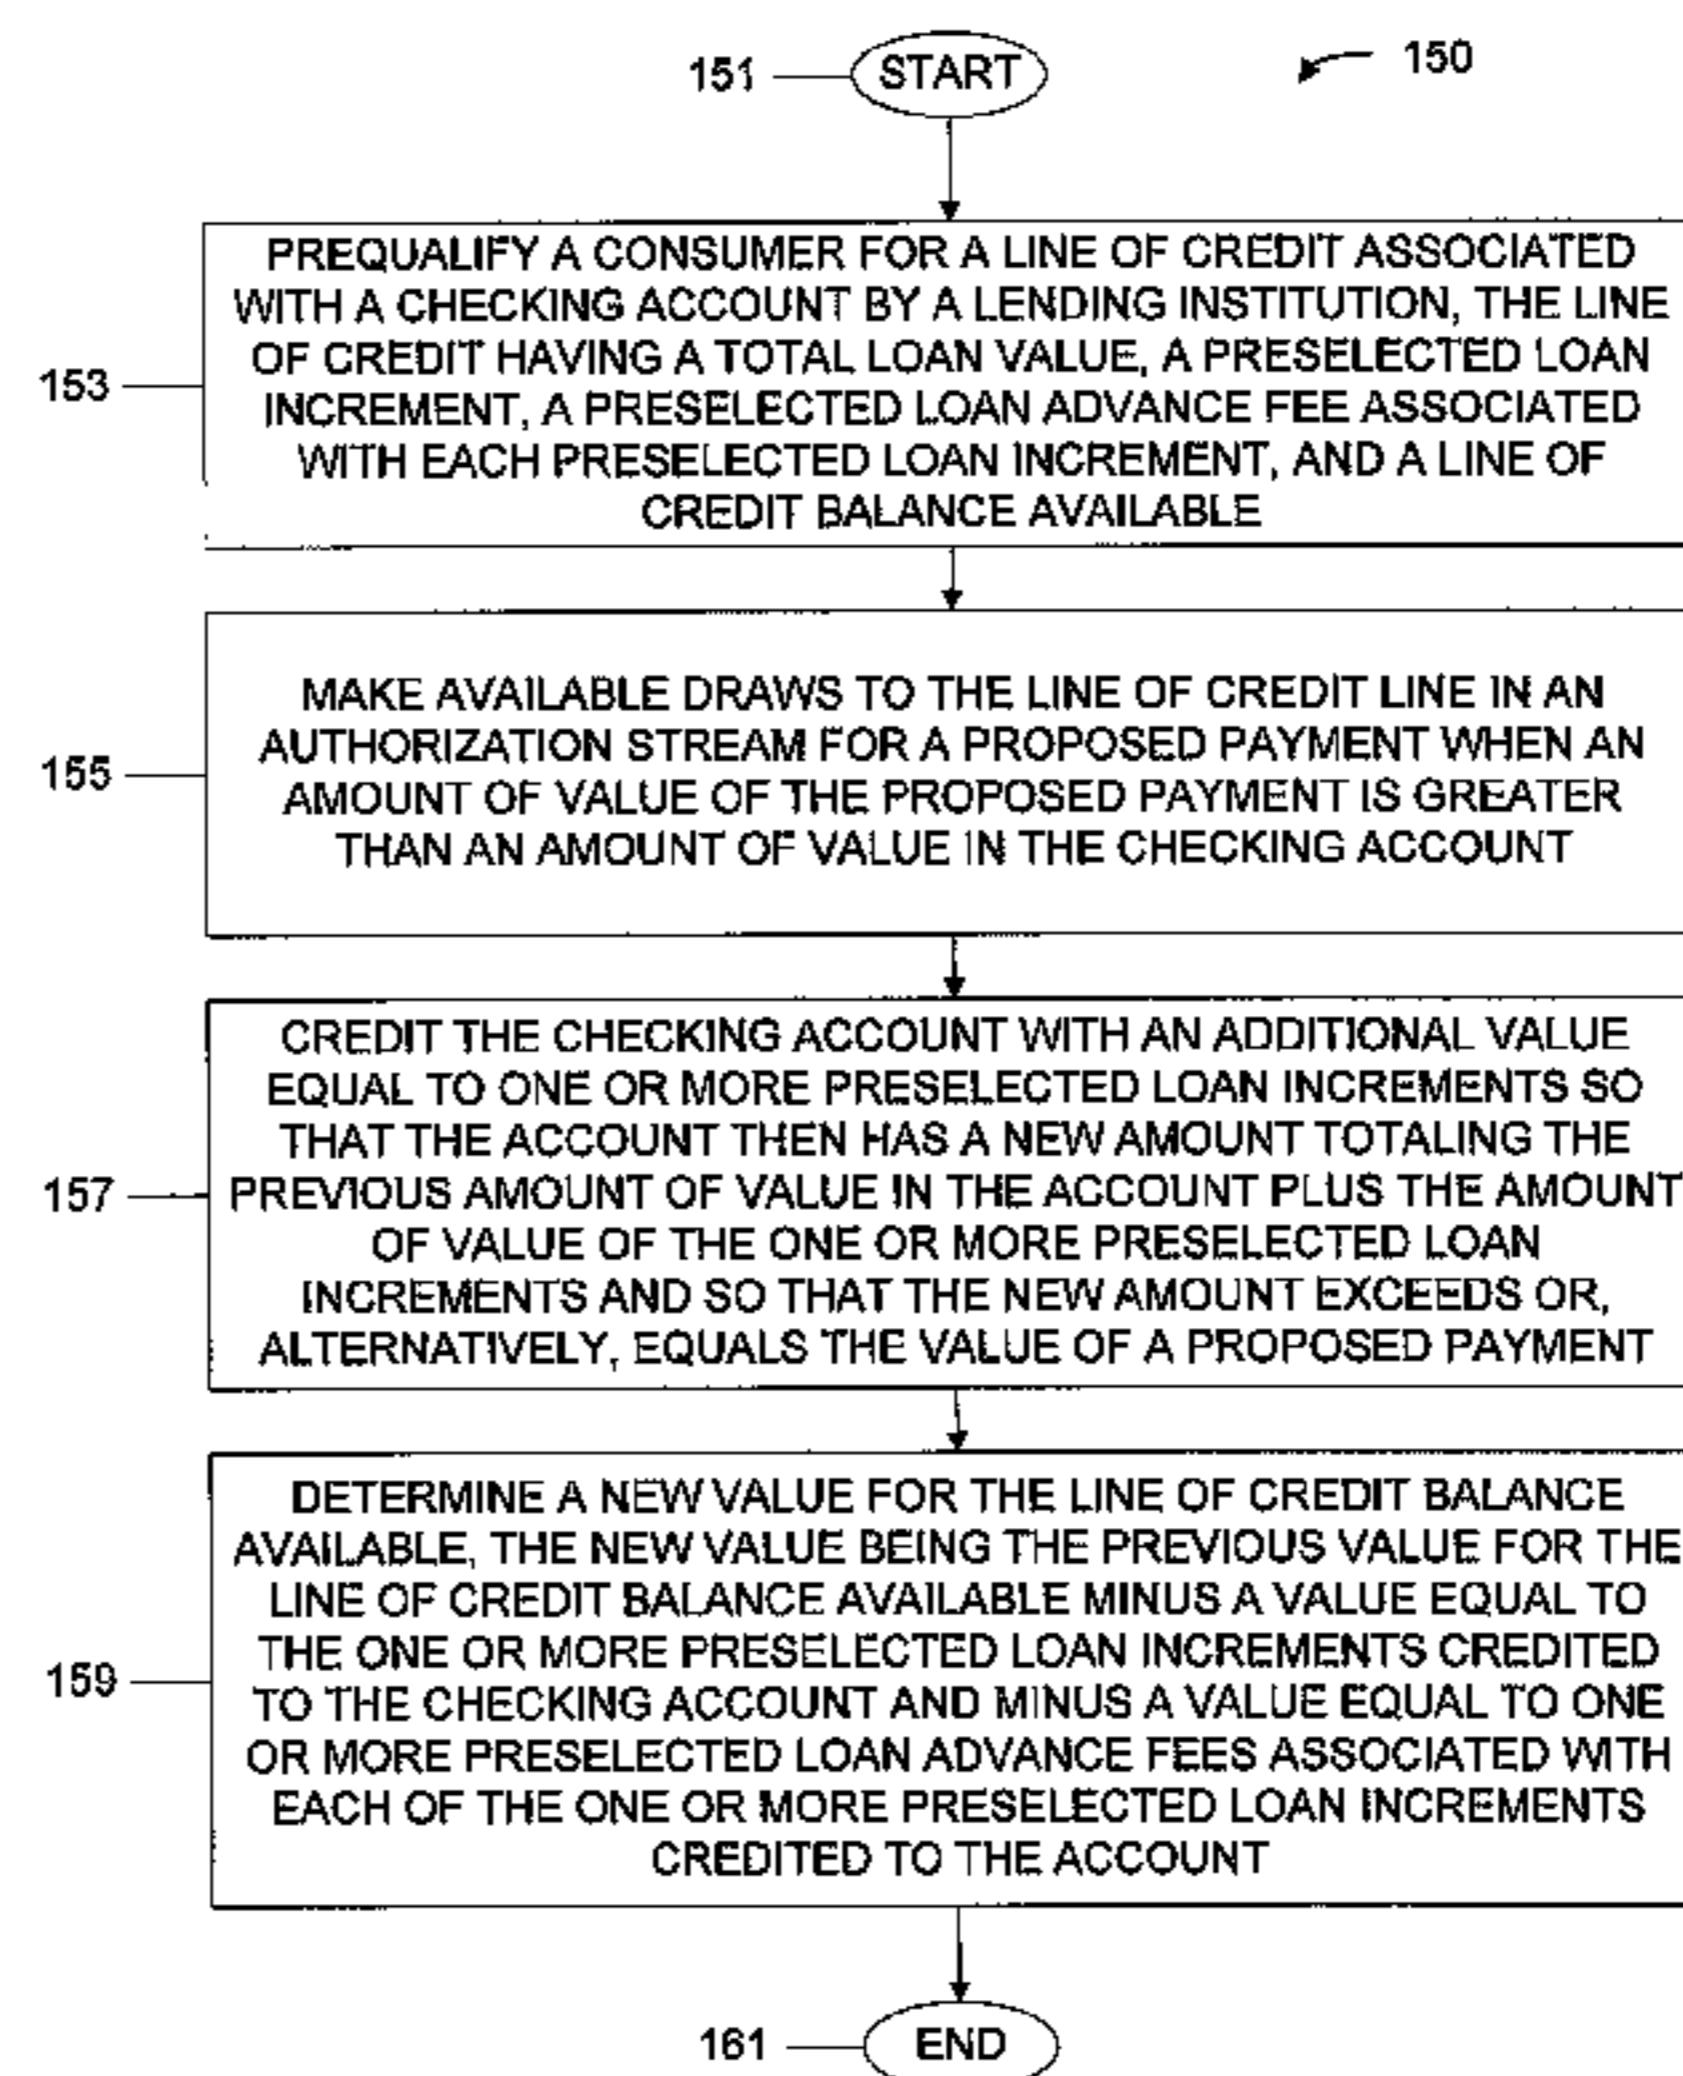 150
151 START
153
PREQUALIFY A CONSUMER FOR A LINE OF CREDIT ASSOCIATED
WITH A CHECKING ACCOUNT BY A LENDING INSTITUTION, THE LINE
OF CREDIT HAVING A TOTAL LOAN VALUE, A PRESELECTED LOAN
INCREMENT, A PRESELECTED LOAN ADVANCE FEE ASSOCIATED
WITH EACH PRESELECTED LOAN INCREMENT, AND A LINE OF
CREDIT BALANCE AVAILABLE
155
MAKE AVAILABLE DRAWS TO THE LINE OF CREDIT LINE IN AN
AUTHORIZATION STREAM FOR A PROPOSED PAYMENT WHEN AN
AMOUNT OF VALUE OF THE PROPOSED PAYMENT IS GREATER
THAN AN AMOUNT OF VALUE IN THE CHECKING ACCOUNT
157
CREDIT THE CHECKING ACCOUNT WITH AN ADDITIONAL VALUE
EQUAL TO ONE OR MORE PRESELECTED LOAN INCREMENTS SO
THAT THE ACCOUNT THEN HAS A NEW AMOUNT TOTALING THE
PREVIOUS AMOUNT OF VALUE IN THE ACCOUNT PLUS THE AMOUNT
OF VALUE OF THE ONE OR MORE PRESELECTED LOAN
INCREMENTS AND SO THAT THE NEW AMOUNT EXCEEDS OR,
ALTERNATIVELY, EQUALS THE VALUE OF A PROPOSED PAYMENT
159
DETERMINE A NEW VALUE FOR THE LINE OF CREDIT BALANCE
AVAILABLE, THE NEW VALUE BEING THE PREVIOUS VALUE FOR THE
LINE OF CREDIT BALANCE AVAILABLE MINUS A VALUE EQUAL TO
THE ONE OR MORE PRESELECTED LOAN INCREMENTS CREDITED
TO THE CHECKING ACCOUNT AND MINUS A VALUE EQUAL TO ONE
OR MORE PRESELECTED LOAN ADVANCE FEES ASSOCIATED WITH
EACH OF THE ONE OR MORE PRESELECTED LOAN INCREMENTS
CREDITED TO THE ACCOUNT
161 END